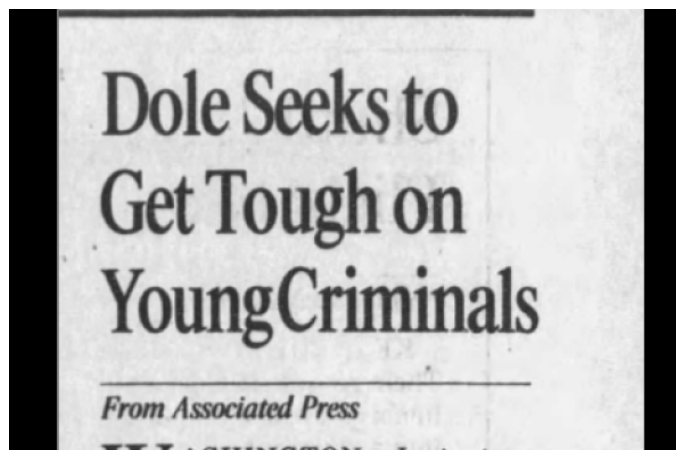 Dole Seeks to
Get Tough on
Young Criminals
From Associated Press